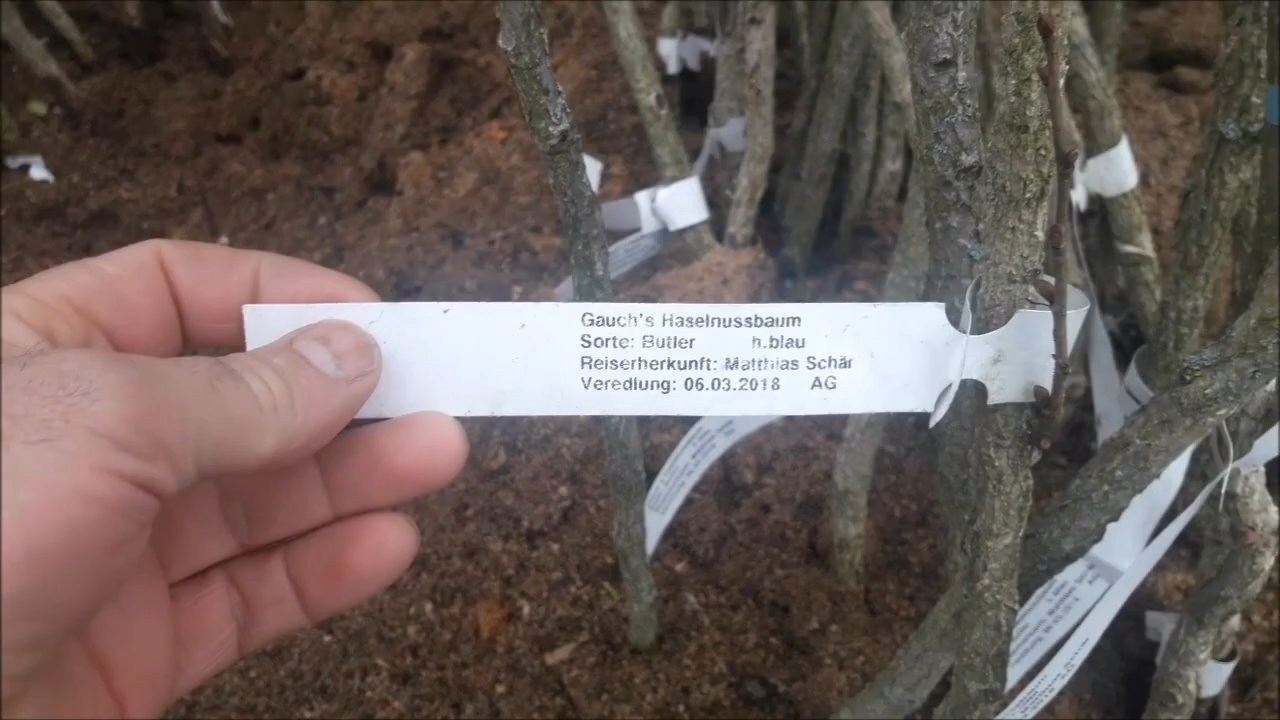 Gauch's Haselnussbaum
Sorte: Butler h.blau
Reiserherkunft: Matthias Schär
Veredlung: 06.03.2018 AG